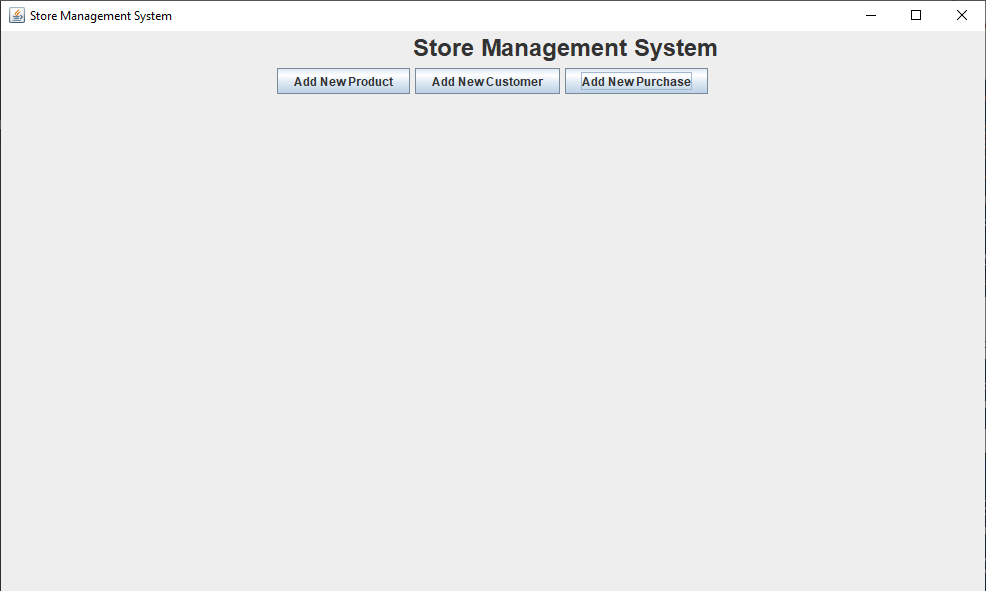 Store Management System
Store Management System
Add New Product Add New Customer Add New Purchase